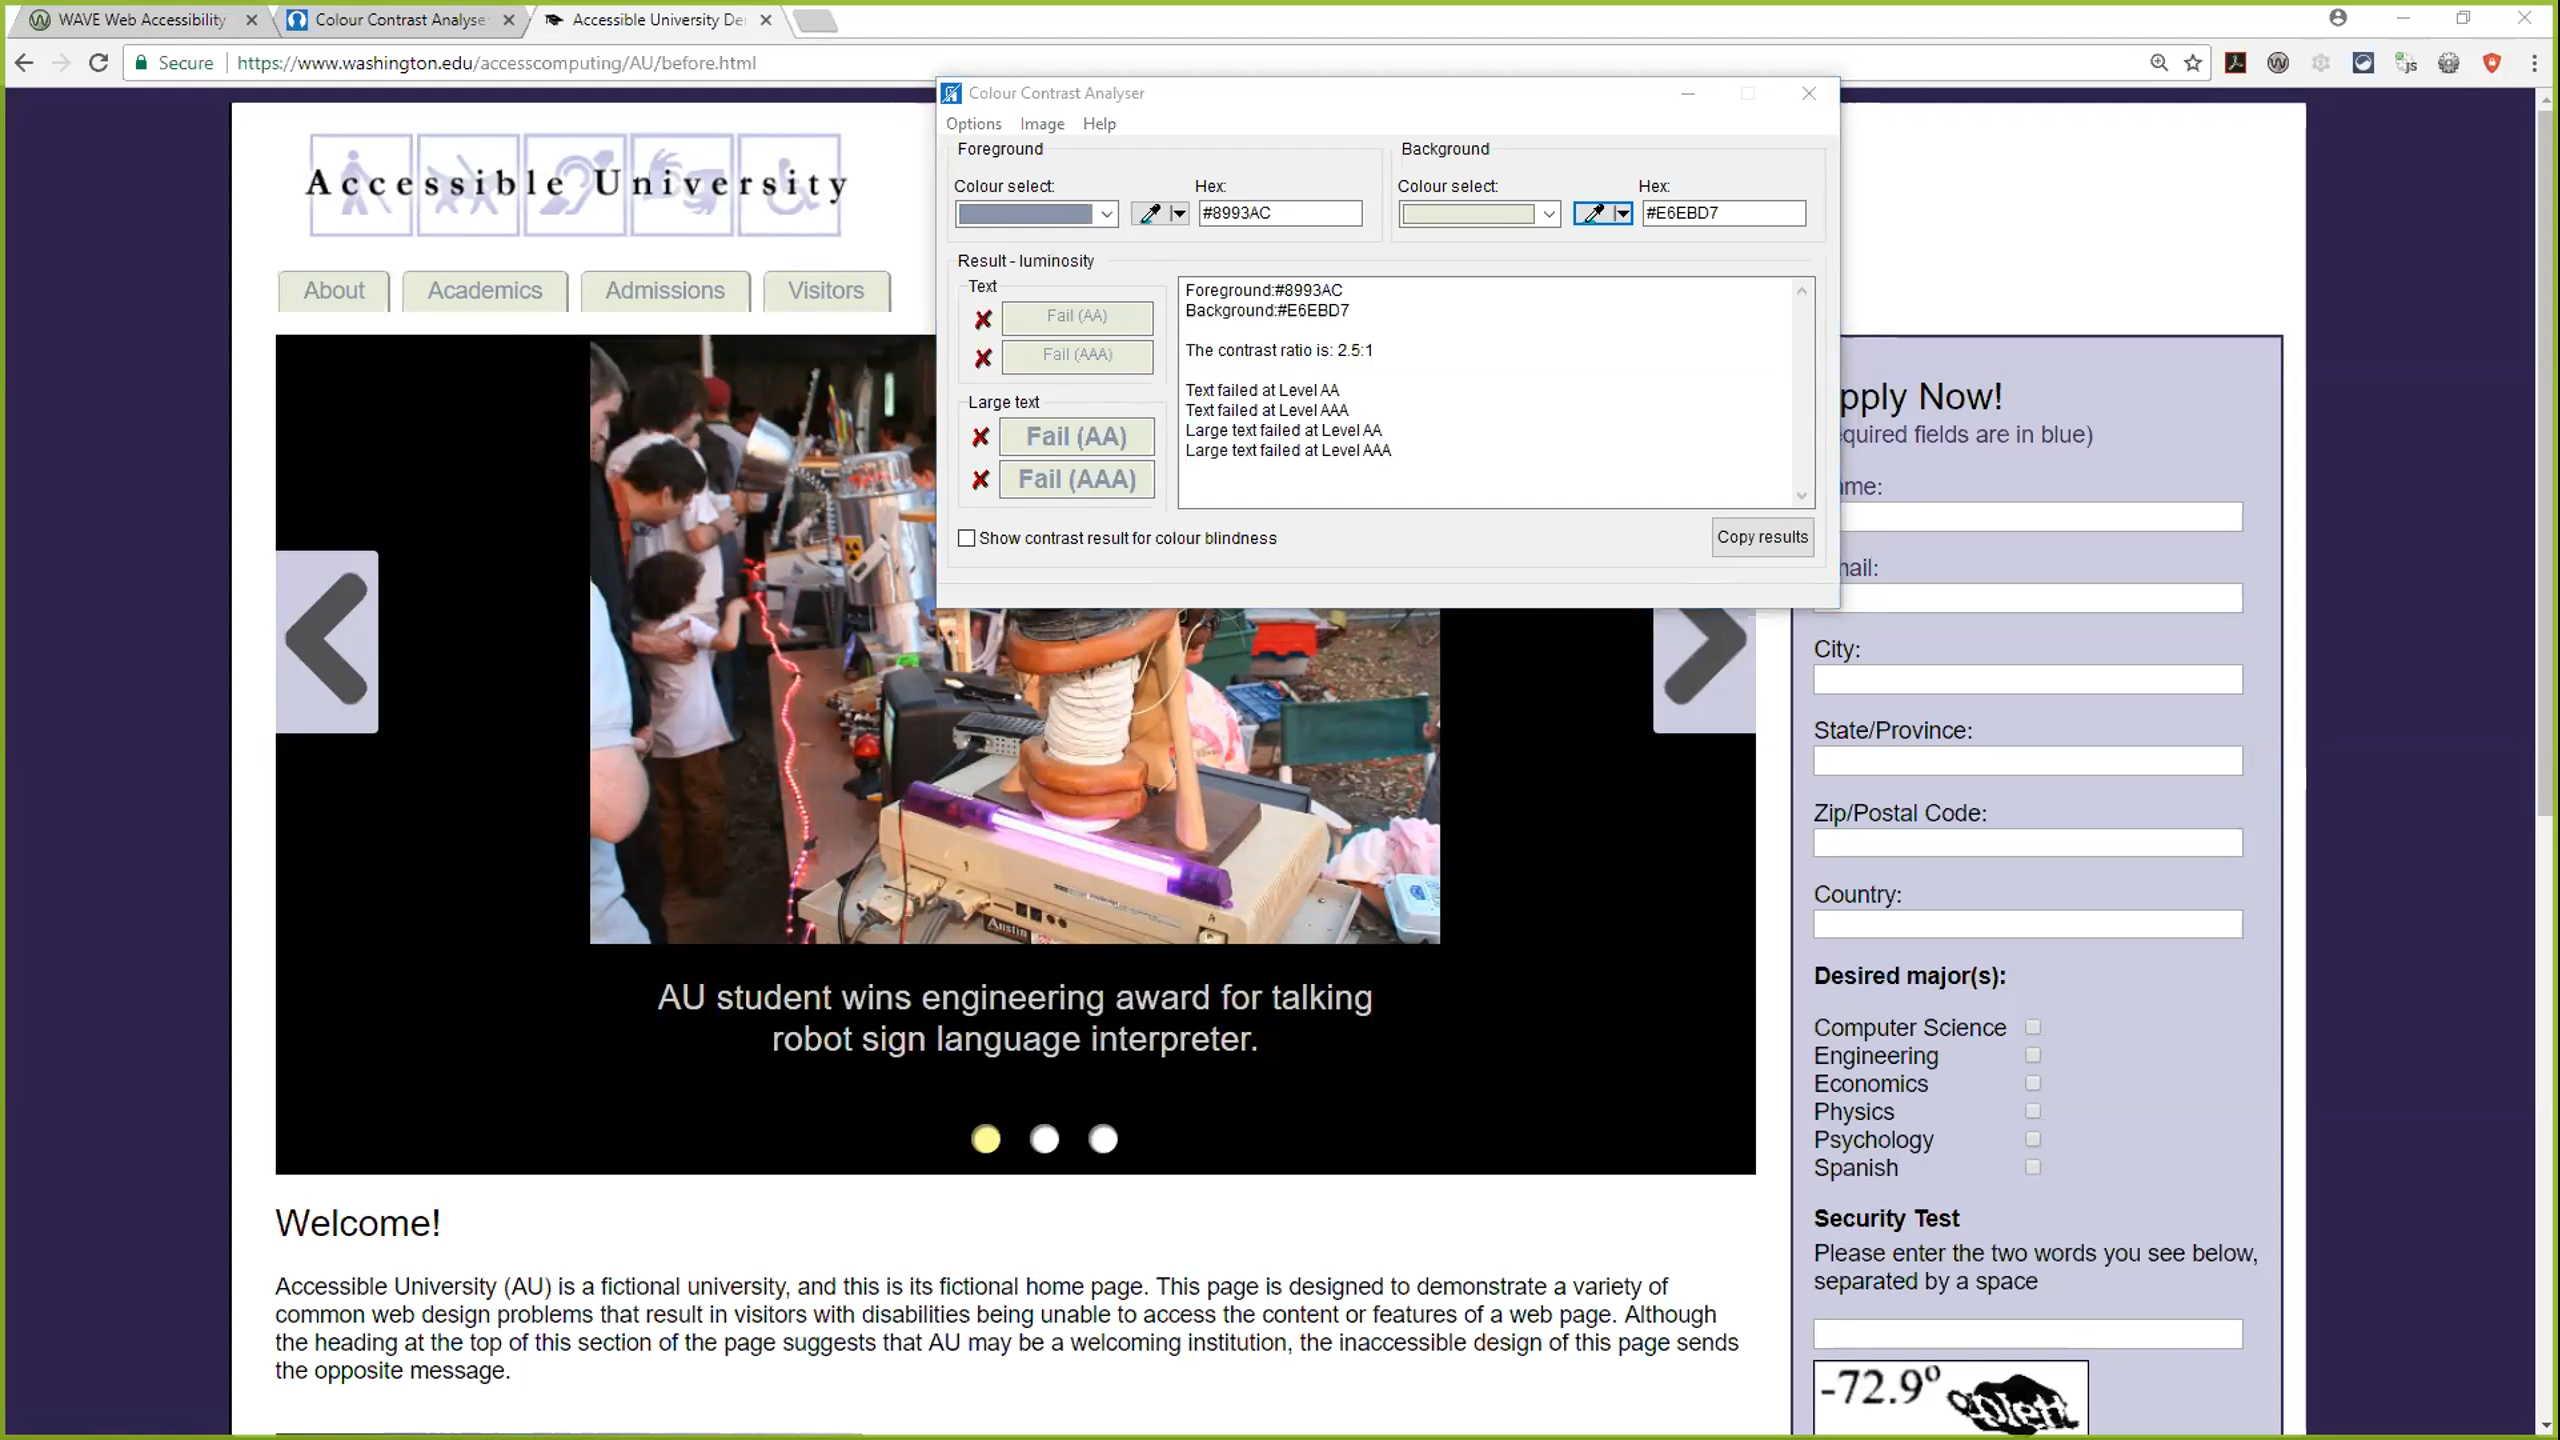 WAVE Web Accessibility
Colour Contrast Analyse
Accessible University De
Secure
https://www.washington.edu/accesscomputing/AU/before.html
Accessible University
About
Academics
Admissions
Visitors
Colour Contrast Analyser
Options
Image
Help
Foreground
Colour select:
Hex:
#8993AC
Background
Colour select:
Hex:
#E6EBD7
Result - luminosity
Text
Fail (AA)
Fail (AAA)
Large text
Fail (AA)
Fail (AAA)
Foreground:#8993AC
Background:#E6EBD7
The contrast ratio is: 2.5:1
Text failed at Level AA
Text failed at Level AAA
Large text failed at Level AA
Large text failed at Level AAA
Show contrast result for colour blindness
Copy results
AU student wins engineering award for talking
robot sign language interpreter.
Welcome!
Accessible University (AU) is a fictional university, and this is its fictional home page. This page is designed to demonstrate a variety of
common web design problems that result in visitors with disabilities being unable to access the content or features of a web page. Although
the heading at the top of this section of the page suggests that AU may be a welcoming institution, the inaccessible design of this page sends
the opposite message.
pply Now!
quired fields are in blue)
me:
ail:
City:
State/Province:
Zip/Postal Code:
Country:
Desired major(s):
Computer Science
Engineering
Economics
Physics
Psychology
Spanish
Security Test
Please enter the two words you see below,
separated by a space
-72.9º